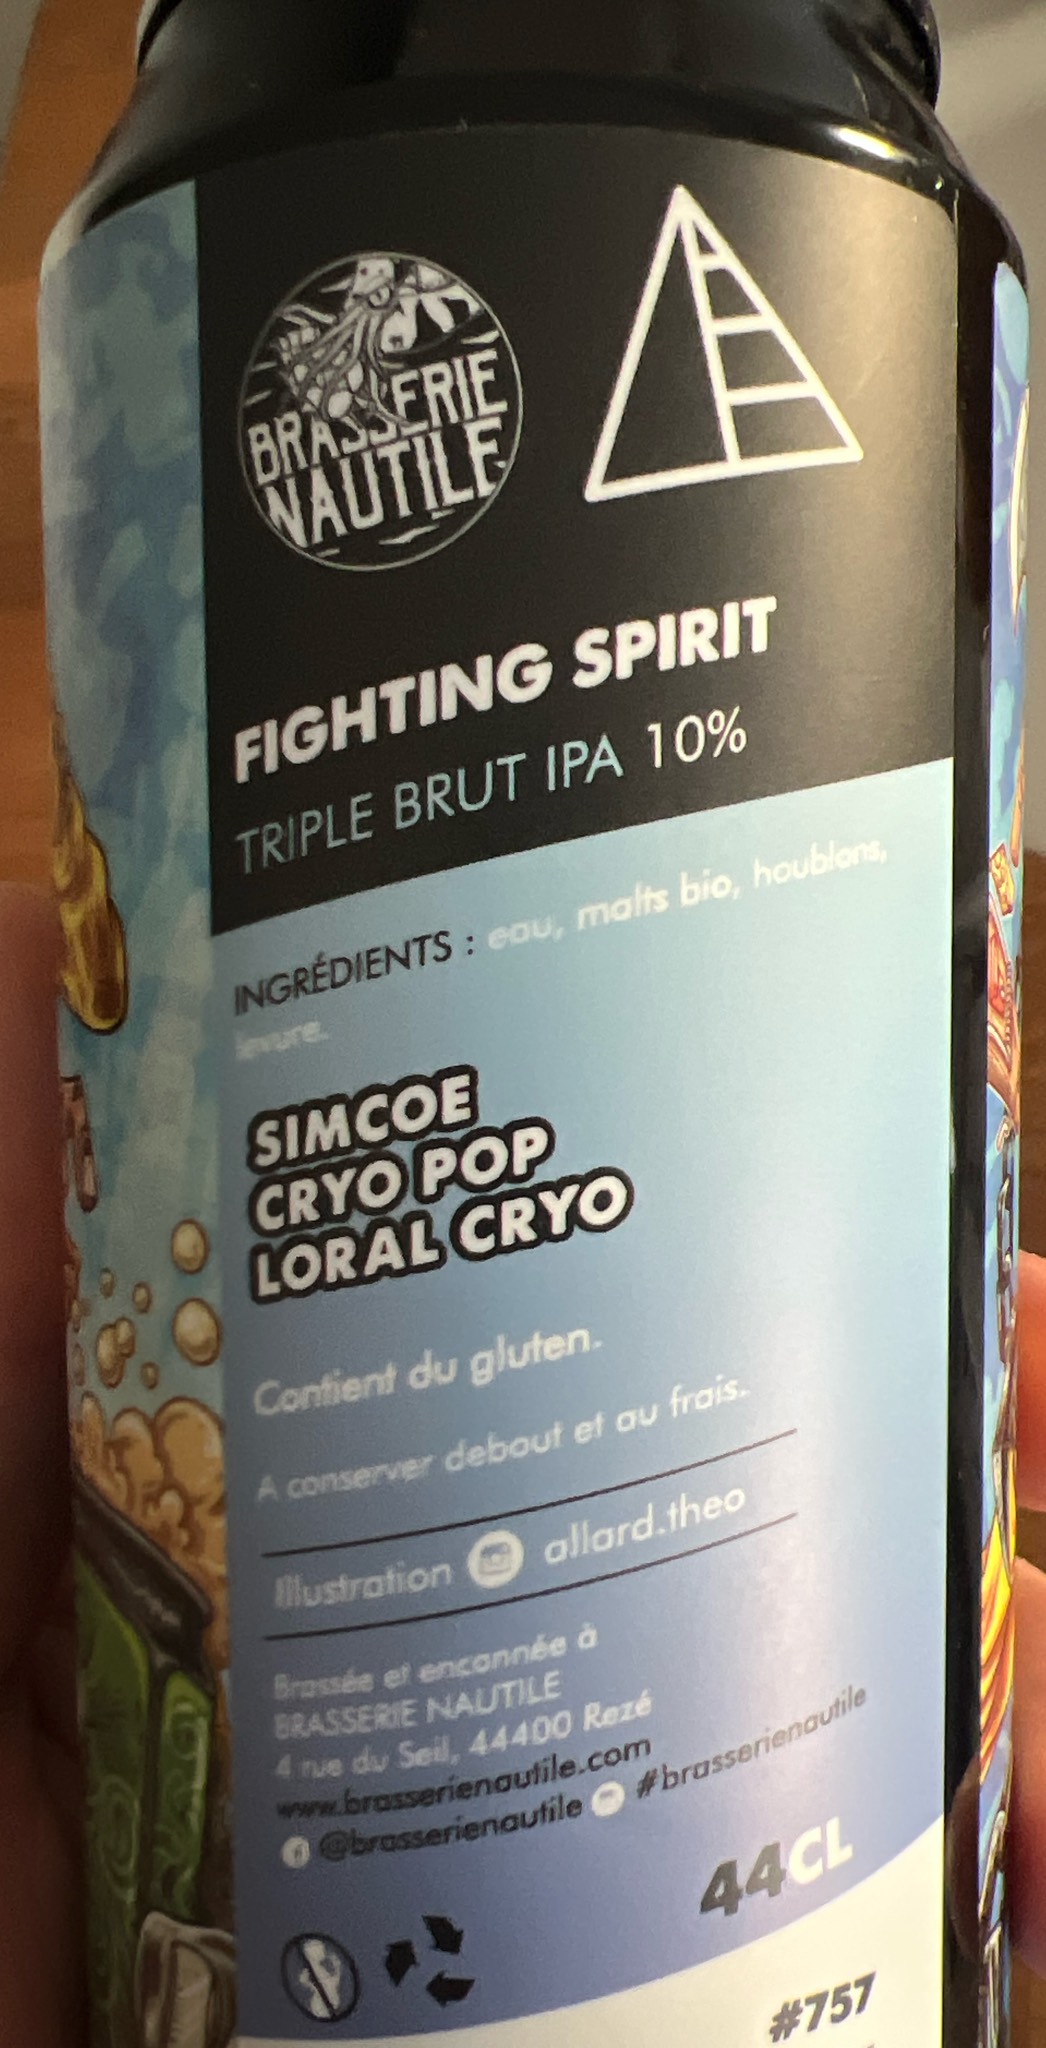 BRASSERIE
NAUTILE
FIGHTING SPIRIT
TRIPLE BRUT IPA 10%
INGRÉDIENTS : eau, malts bio, houblons,
levure.
SIMCOE
CRYO POP
LORAL CRYO
Contient du gluten.
A conserver debout et au frais.
Illustration allard.theo
Brassée et encannée à
BRASSERIE NAUTILE
4 rue du Seil, 44400 Rezé
www.brasserienautile.com
@brasserienautile #brasserienautile
44CL
#757